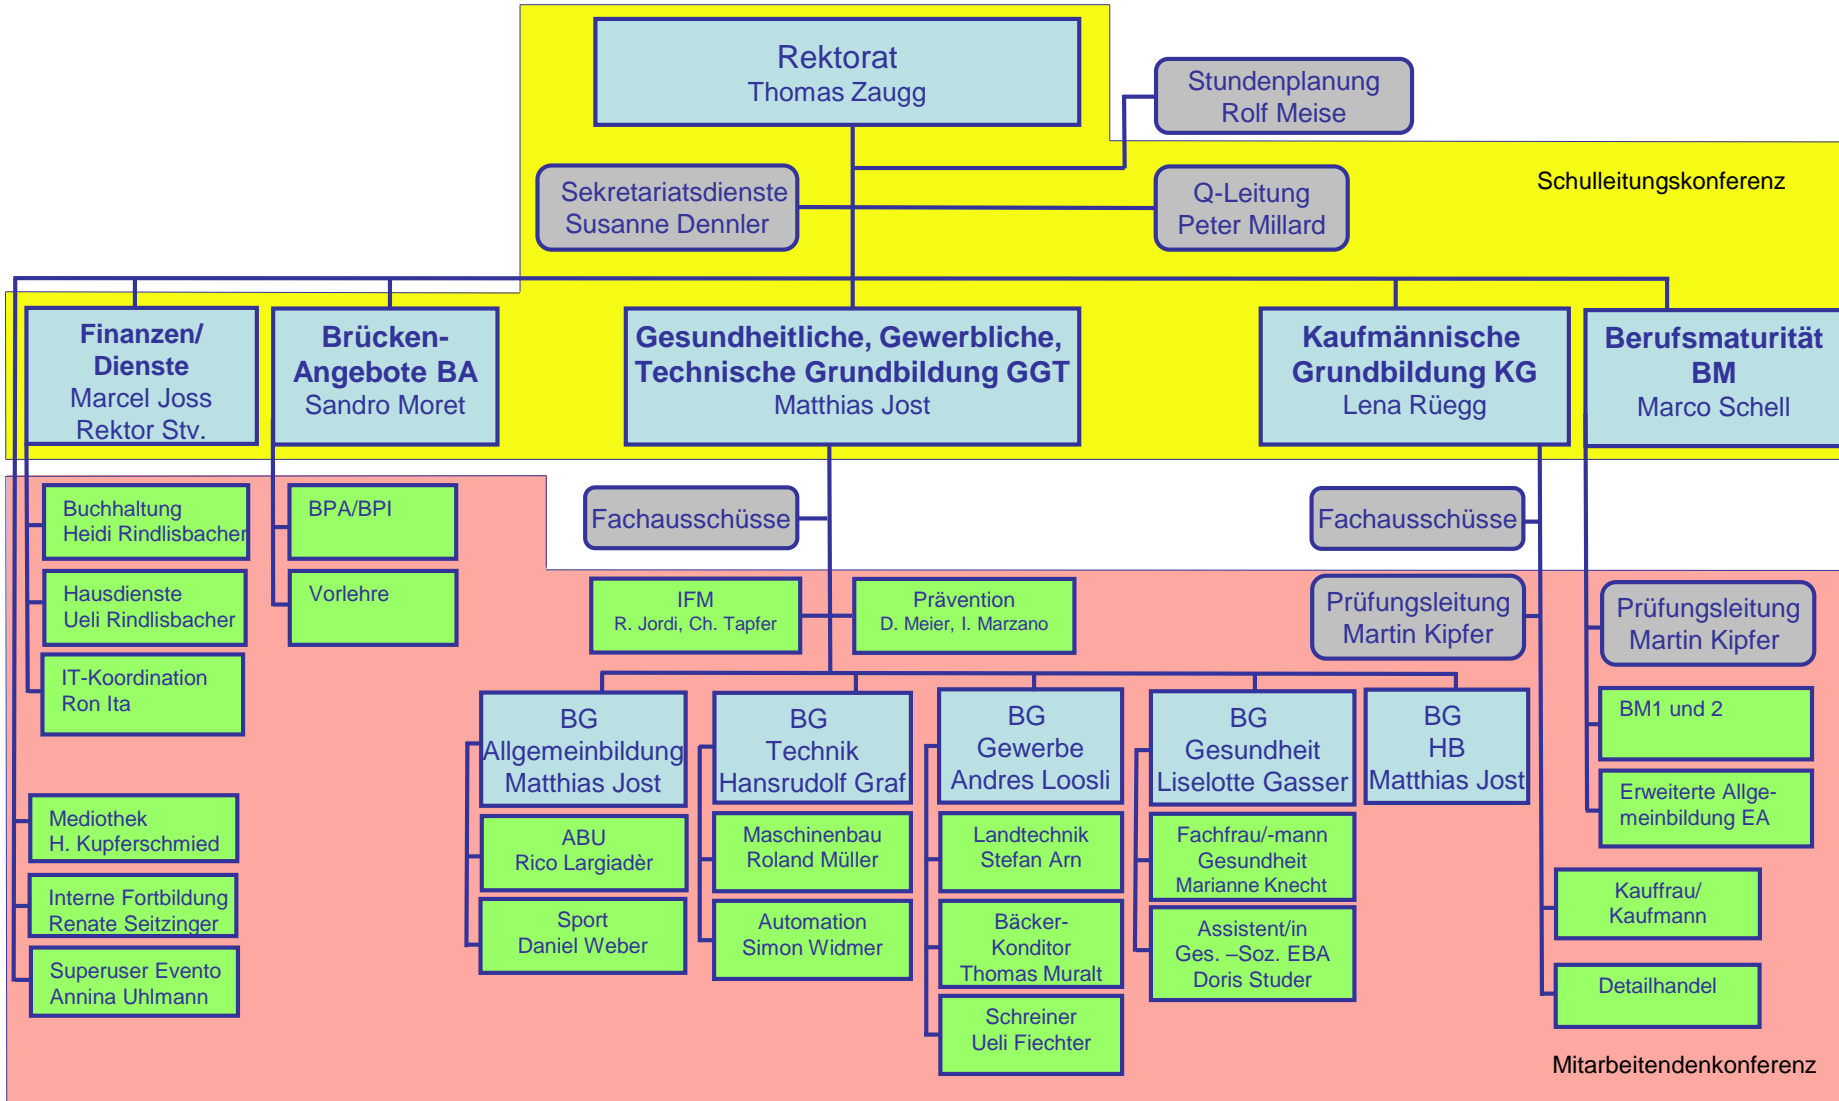 Rektorat
Thomas Zaugg
Stundenplanung
Rolf Meise
Sekretariatsdienste
Susanne Dennler
Q-Leitung
Peter Millard
Schulleitungskonferenz
Finanzen/
Dienste
Marcel Joss
Rektor Stv.
Brücken-
Angebote BA
Sandro Moret
Gesundheitliche, Gewerbliche,
Technische Grundbildung GGT
Matthias Jost
Kaufmännische
Grundbildung KG
Lena Rüegg
Berufsmaturität
BM
Marco Schell
Buchhaltung
Heidi Rindlisbacher
Hausdienste
Ueli Rindlisbacher
IT-Koordination
Ron Ita
BPA/BPI
Vorlehre
Fachausschüsse
Fachausschüsse
IFM
R. Jordi, Ch. Tapfer
Prävention
D. Meier, I. Marzano
Prüfungsleitung
Martin Kipfer
Prüfungsleitung
Martin Kipfer
BG
Allgemeinbildung
Matthias Jost
BG
Technik
Hansrudolf Graf
BG
Gewerbe
Andres Loosli
BG
Gesundheit
Liselotte Gasser
BG
HB
Matthias Jost
BM1 und 2
Erweiterte Allge-
meinbildung EA
Mediothek
H. Kupferschmied
Interne Fortbildung
Renate Seitzinger
Superuser Evento
Annina Uhlmann
ABU
Rico Largiadèr
Sport
Daniel Weber
Maschinenbau
Roland Müller
Automation
Simon Widmer
Landtechnik
Stefan Arn
Bäcker-
Konditor
Thomas Muralt
Schreiner
Ueli Fiechter
Fachfrau/-mann
Gesundheit
Marianne Knecht
Assistent/in
Ges. –Soz. EBA
Doris Studer
Kauffrau/
Kaufmann
Detailhandel
Mitarbeitendenkonferenz